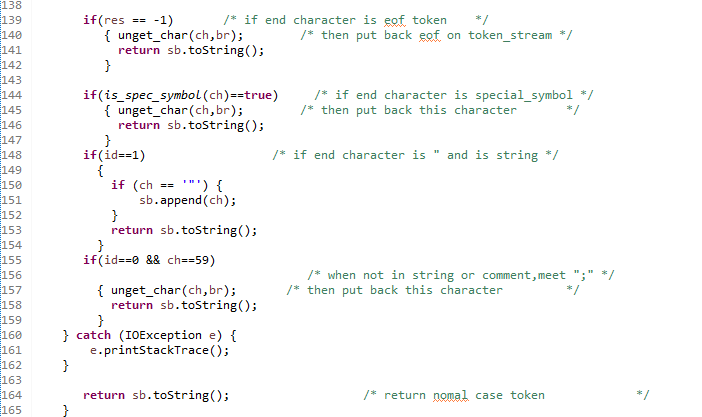 138
139 if(res == -1) /* if end character is eof token */
140 { unget_char(ch,br); /* then put back eof on token_stream */
141 return sb.toString();
142 }
143
144 if(is_spec_symbol(ch)==true) /* if end character is special_symbol */
145 { unget_char(ch,br); /* then put back this character */
146 return sb.toString();
147 }
148 if(id==1) /* if end character is " and is string */
149 {
150 if (ch == '"') {
151 sb.append(ch);
152 }
153 return sb.toString();
154 }
155 if(id==0 && ch==59)
156 /* when not in string or comment,meet ";" */
157 { unget_char(ch,br); /* then put back this character */
158 return sb.toString();
159 }
160 } catch (IOException e) {
161 e.printStackTrace();
162 }
163
164 return sb.toString(); /* return nomal case token */
165 }